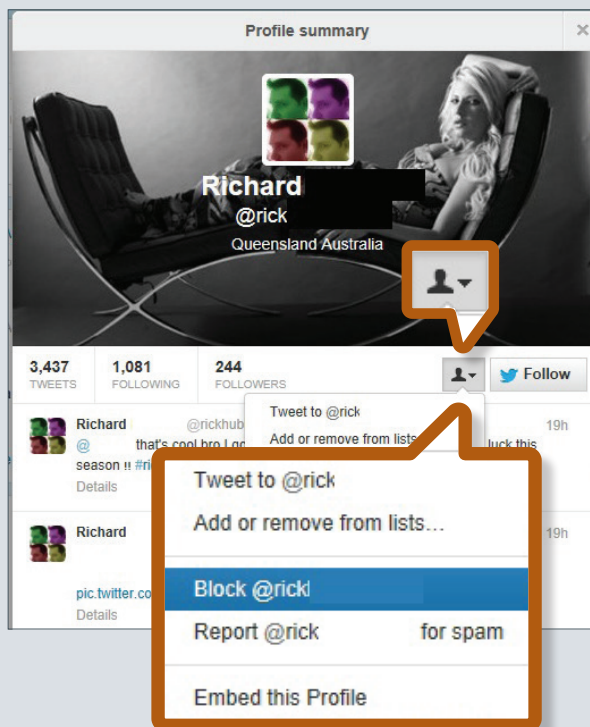 Profile summary
Richard
@rick
Queensland Australia
3,437 1,081 244
TWEETS FOLLOWING FOLLOWERS
Follow
Richard @rickhub 19h
Tweet to @rick
Add or remove from lists
@ that's cool bro I go luck this
season !! #ri
Details
Richard 19h
pic.twitter.co
Details
Tweet to @rick
Add or remove from lists...
Block @rick
Report @rick for spam
Embed this Profile